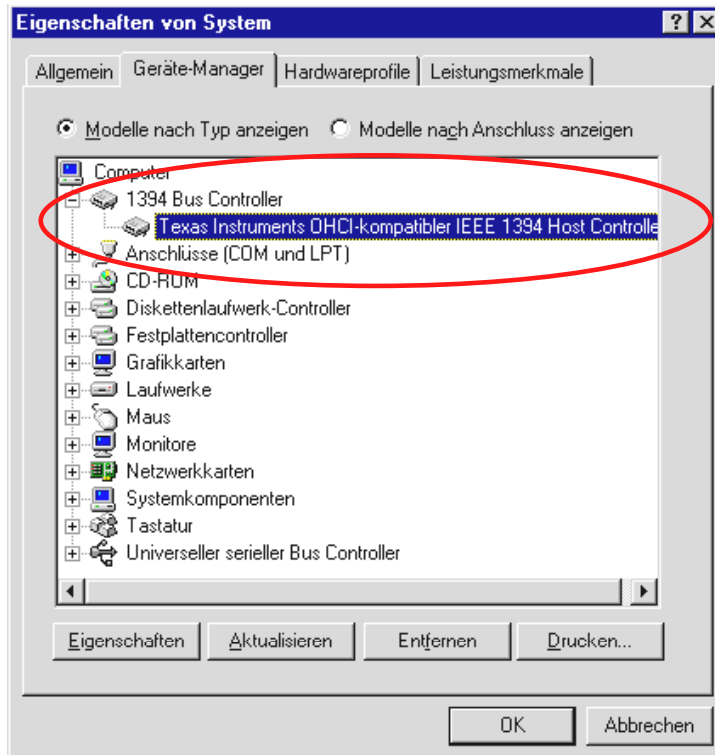 Eigenschaften von System
Allgemein Geräte-Manager Hardwareprofile Leistungsmerkmale
Modelle nach Typ anzeigen Modelle nach Anschluss anzeigen
Computer
1394 Bus Controller
Texas Instruments OHCI-kompatibler IEEE 1394 Host Controlle
Anschlüsse (COM und LPT)
CD-ROM
Diskettenlaufwerk-Controller
Festplattencontroller
Grafikkarten
Laufwerke
Maus
Monitore
Netzwerkkarten
Systemkomponenten
Tastatur
Universeller serieller Bus Controller
Eigenschaften Aktualisieren Entfernen Drucken...
OK Abbrechen